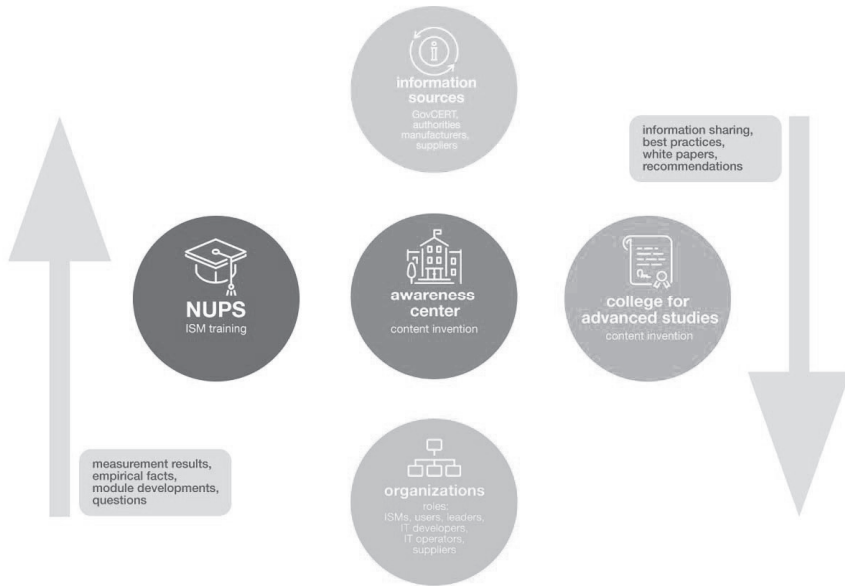 information
sources
GovCERT,
authorities
manufacturers,
suppliers
information sharing,
best practices,
white papers,
recommendations
NUPS
ISM training
awareness
center
content invention
college for
advanced studies
content invention
measurement results,
empirical facts,
module developments,
questions
organizations
roles:
ISMs, users, leaders,
IT developers,
IT operators,
suppliers